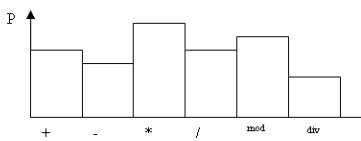 P
+ - * / mod div